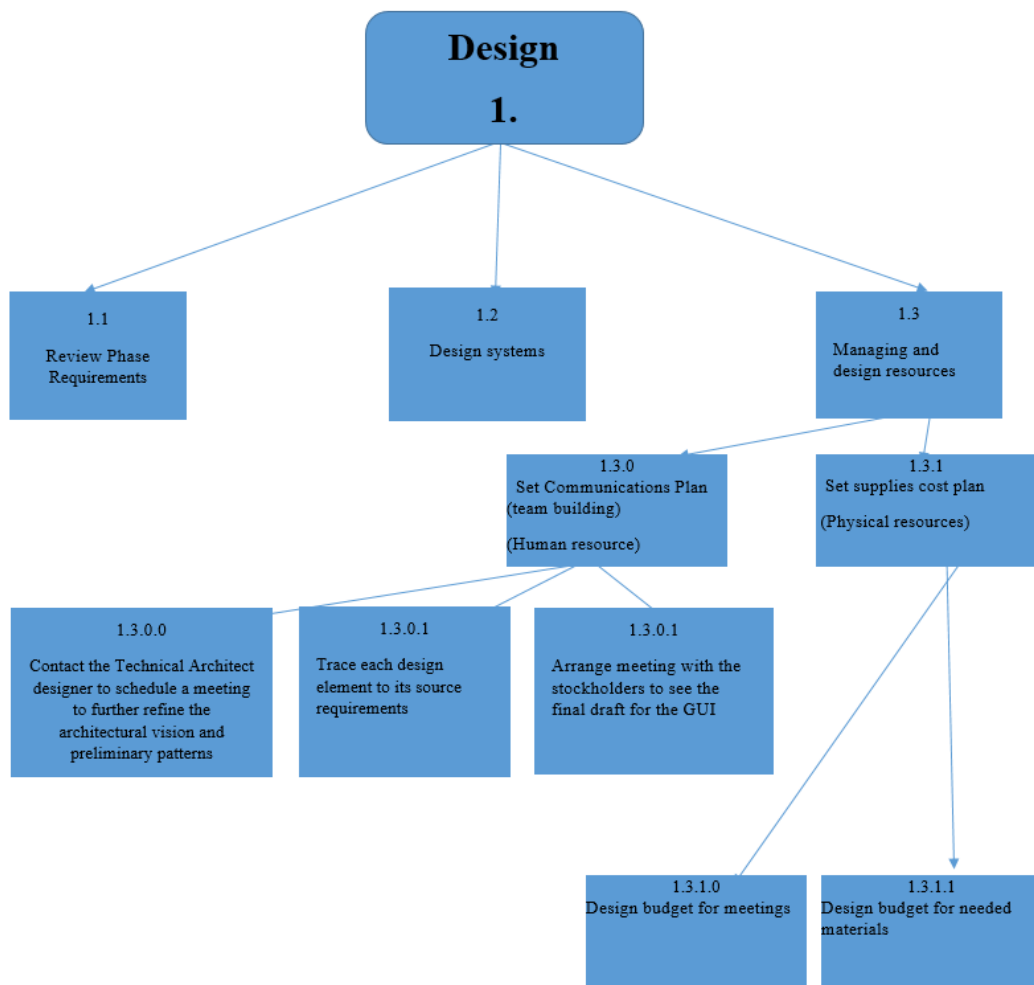 Design
1.
1.1
Review Phase
Requirements
1.2
Design systems
1.3
Managing and
design resources
1.3.0
Set Communications Plan
(team building)
(Human resource)
1.3.1
Set supplies cost plan
(Physical resources)
1.3.0.0
Contact the Technical Architect
designer to schedule a meeting
to further refine the
architectural vision and
preliminary patterns
1.3.0.1
Trace each design
element to its source
requirements
1.3.0.1
Arrange meeting with the
stockholders to see the
final draft for the GUI
1.3.1.0
Design budget for meetings
1.3.1.1
Design budget for needed
materials